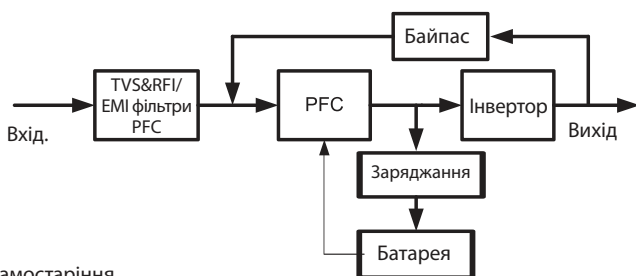 Байпас
TVS&RFI/
EMI фільтри
PFC
PFC
Інвертор
Вхід.
Вихід
Заряджання
Батарея